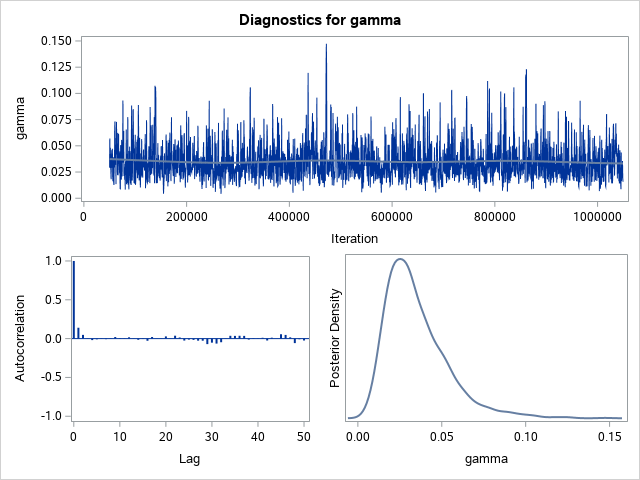 Diagnostics for gamma
0.150
0.125
0.100
0.075
0.050
0.025
0.000
gamma
0 200000 400000 600000 800000 1000000
Iteration
1.0
0.5
0.0
-0.5
-1.0
Autocorrelation
0 10 20 30 40 50
Lag
Posterior Density
0.00 0.05 0.10 0.15
gamma